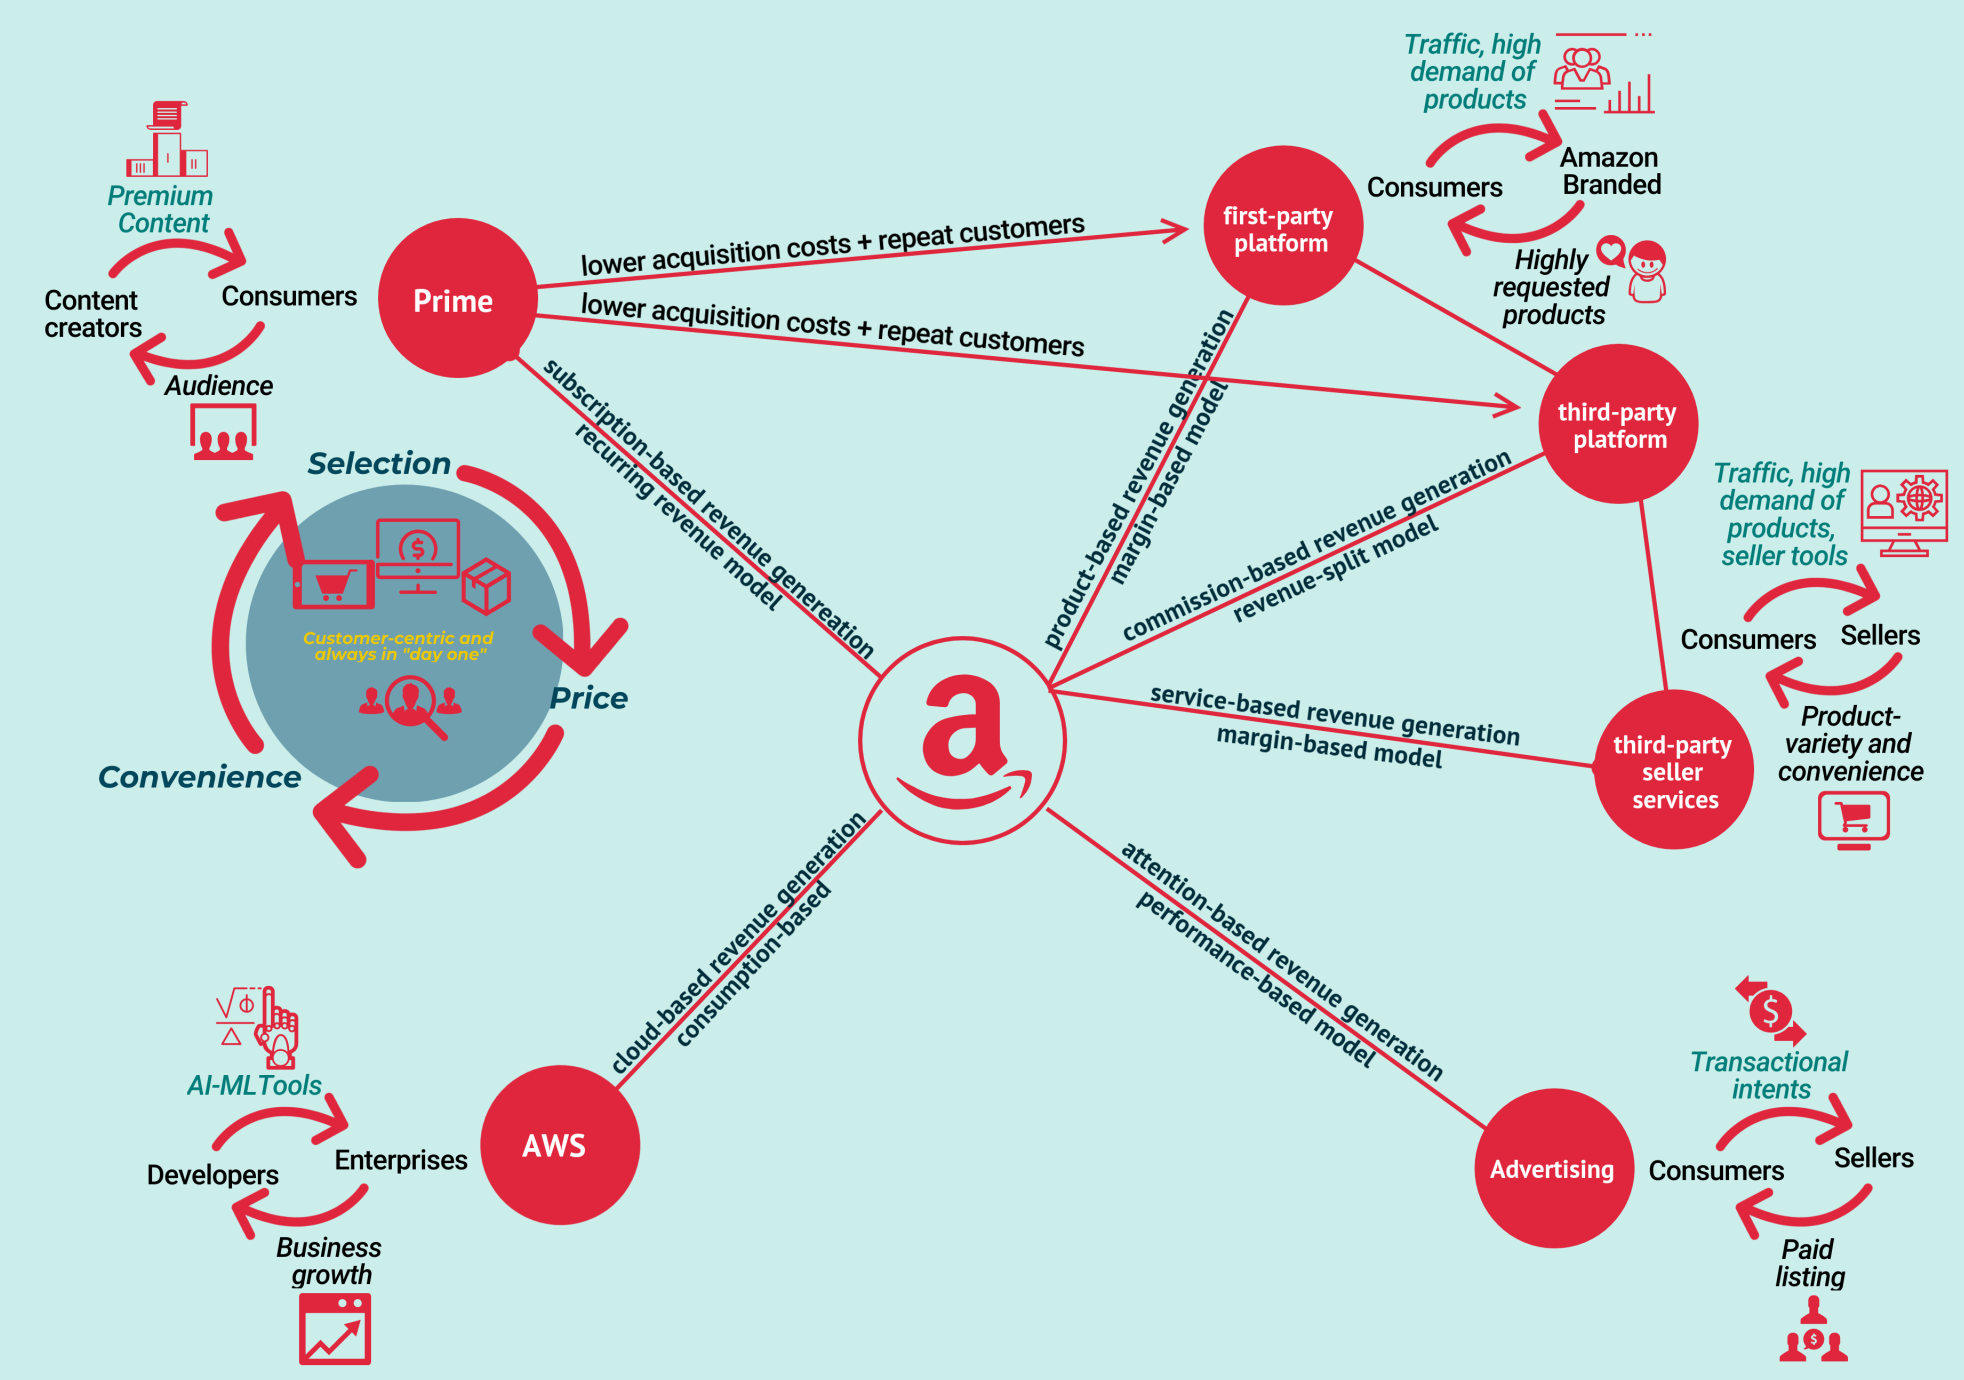 Traffic, high
demand of
products
Consumers
Amazon
Branded
Highly
requested
products
Premium
Content
Content
creators
Consumers
Audience
Prime
lower acquisition costs + repeat customers
lower acquisition costs + repeat customers
first-party
platform
third-party
platform
subscription-based revenue genereation
recurring revenue model
product-based revenue generation
margin-based model
commission-based revenue generation
revenue-split model
service-based revenue generation
margin-based model
third-party
seller
services
Traffic, high
demand of
products,
seller tools
Consumers
Sellers
Product-
variety and
convenience
Selection
$
Customer-centric and
always in "day one"
Price
Convenience
a
cloud-based revenue generation
consumption-based
attention-based revenue generation
performance-based model
AI-MLTools
Developers
Enterprises
Business
growth
AWS
Advertising
$
Transactional
intents
Consumers
Sellers
Paid
listing
$